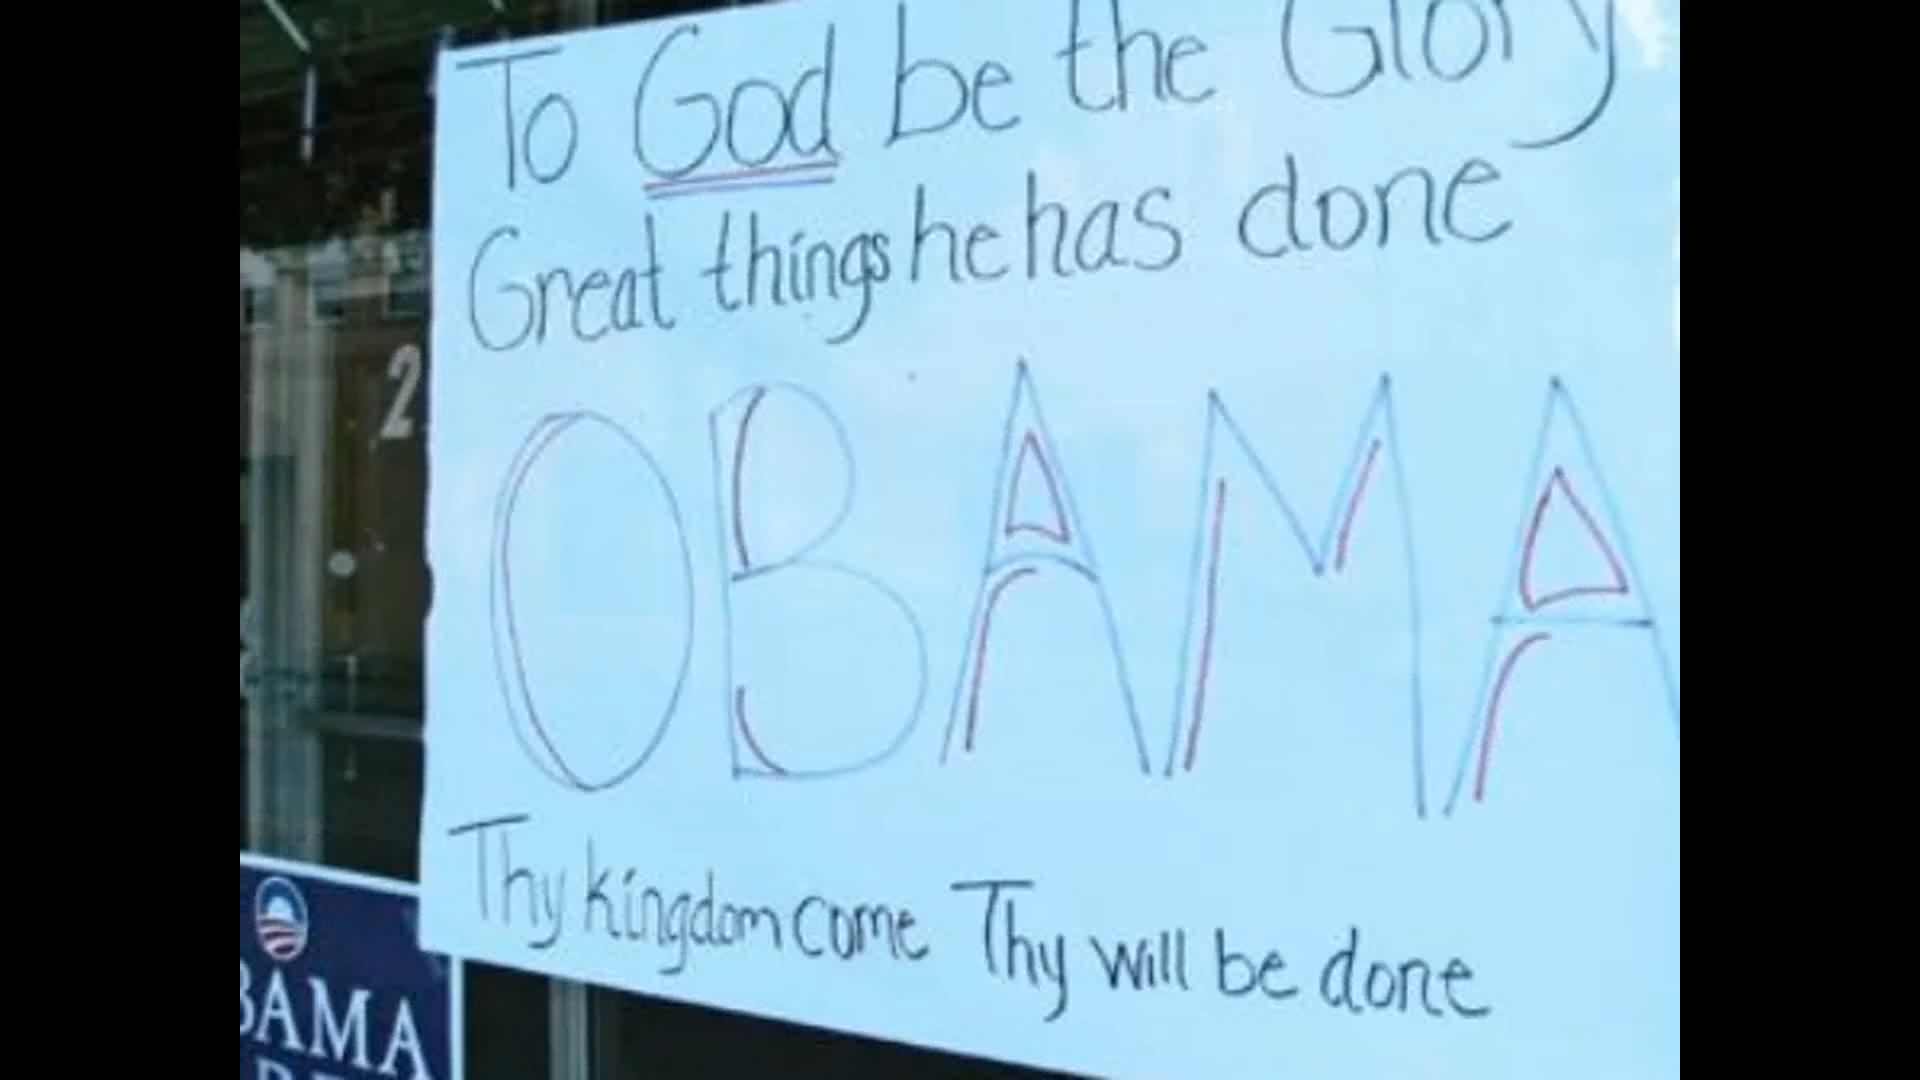 To God be the Glory
Great things he has done
OBAMA
Thy kingdom come Thy will be done
2
BAMA